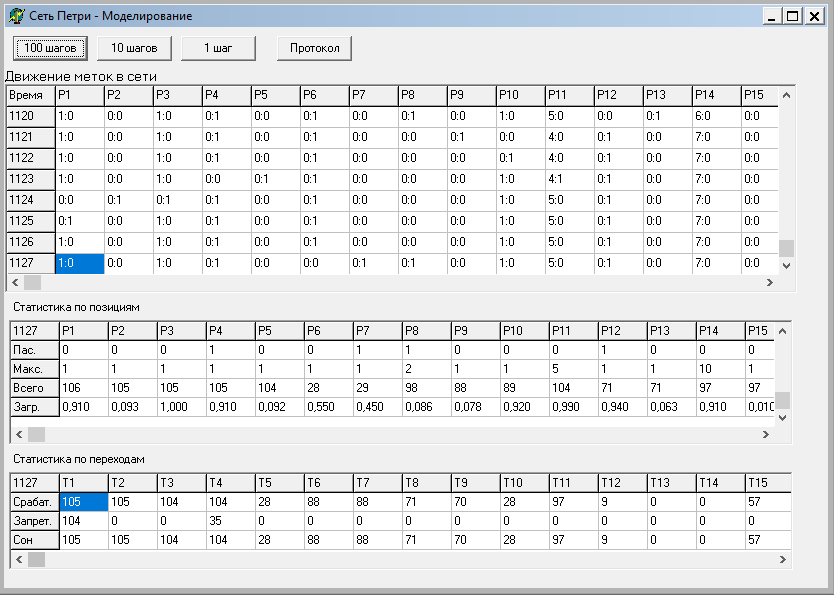 Сеть Петри - Моделирование
100 шагов 10 шагов 1 шаг Протокол
Движение меток в сети
Время P1 P2 P3 P4 P5 P6 P7 P8 P9 P10 P11 P12 P13 P14 P15
1120 1:0 0:0 1:0 0:1 0:0 0:1 0:0 0:1 0:0 1:0 5:0 0:0 0:1 6:0 0:0
1121 1:0 0:0 1:0 0:1 0:0 0:1 0:0 0:0 0:1 0:0 4:0 0:1 0:0 7:0 0:0
1122 1:0 0:0 1:0 0:1 0:0 0:1 0:0 0:0 0:0 0:1 4:0 0:1 0:0 7:0 0:0
1123 1:0 0:0 1:0 0:0 0:1 0:1 0:0 0:0 0:0 1:0 4:1 0:1 0:0 7:0 0:0
1124 0:0 0:1 0:1 0:0 0:0 0:1 0:0 0:0 0:0 1:0 5:0 0:1 0:0 7:0 0:0
1125 0:1 0:0 1:0 0:1 0:0 0:1 0:0 0:0 0:0 1:0 5:0 0:1 0:0 7:0 0:0
1126 1:0 0:0 1:0 0:1 0:0 0:1 0:0 0:0 0:0 1:0 5:0 0:1 0:0 7:0 0:0
1127 1:0 0:0 1:0 0:1 0:0 0:0 0:1 0:1 0:0 1:0 5:0 0:1 0:0 7:0 0:0
Статистика по позициям
1127 P1 P2 P3 P4 P5 P6 P7 P8 P9 P10 P11 P12 P13 P14 P15
Пас. 0 0 0 1 0 0 1 1 0 0 0 1 0 0 0
Макс. 1 1 1 1 1 1 1 2 1 1 5 1 1 10 1
Всего 106 105 105 105 104 28 29 98 88 89 104 71 71 97 97
Загр. 0,910 0,093 1,000 0,910 0,092 0,550 0,450 0,086 0,078 0,920 0,990 0,940 0,063 0,910 0,010
Статистика по переходам
1127 T1 T2 T3 T4 T5 T6 T7 T8 T9 T10 T11 T12 T13 T14 T15
Срабат. 105 105 104 104 28 88 88 71 70 28 97 9 0 0 57
Запрет. 104 0 0 35 0 0 0 0 0 0 0 0 0 0 0
Сон 105 105 104 104 28 88 88 71 70 28 97 9 0 0 57